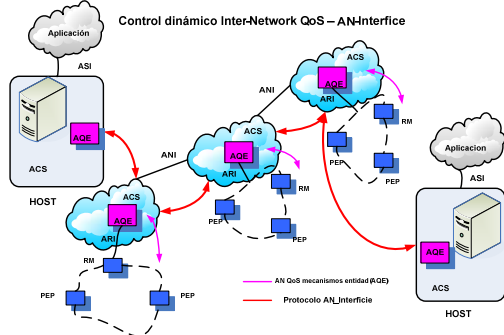 Control dinámico Inter-Network QoS – AN-Interfice
Aplicación
ASI
AQE
ACS
HOST
ANI
ACS
AQE
ARI
RM
PEP
PEP
ANI
ACS
AQE
ARI
RM
PEP
PEP
ACS
AQE
ARI
RM
PEP
PEP
Aplicacion
ASI
AQE
ACS
HOST
AN QoS mecanismos entidad (AQE)
Protocolo AN_Interficie